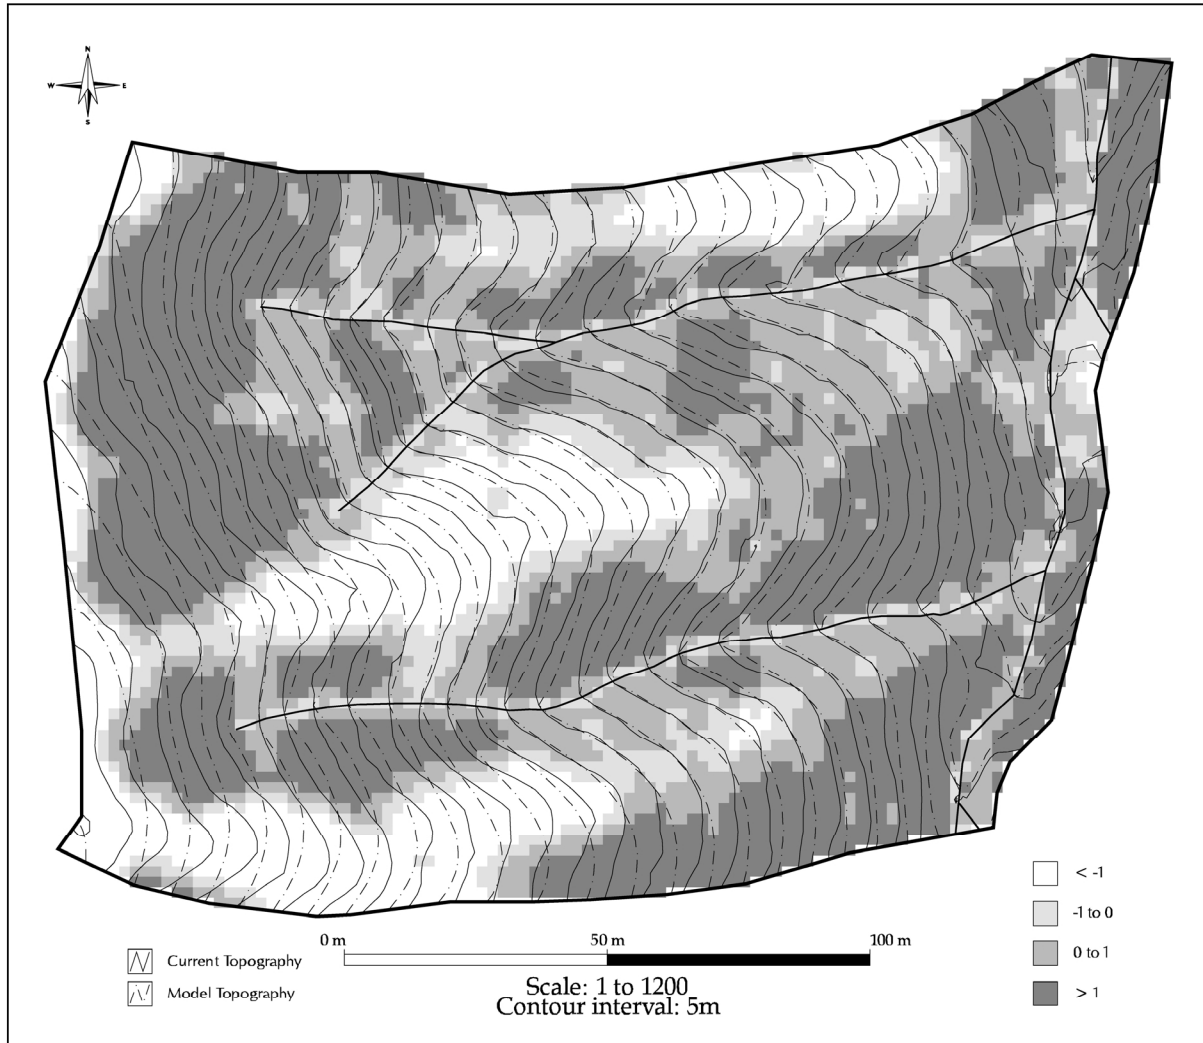 N
W E
S
< -1
-1 to 0
0 to 1
> 1
0 m 50 m 100 m
Current Topography
Model Topography
Scale: 1 to 1200
Contour interval: 5m